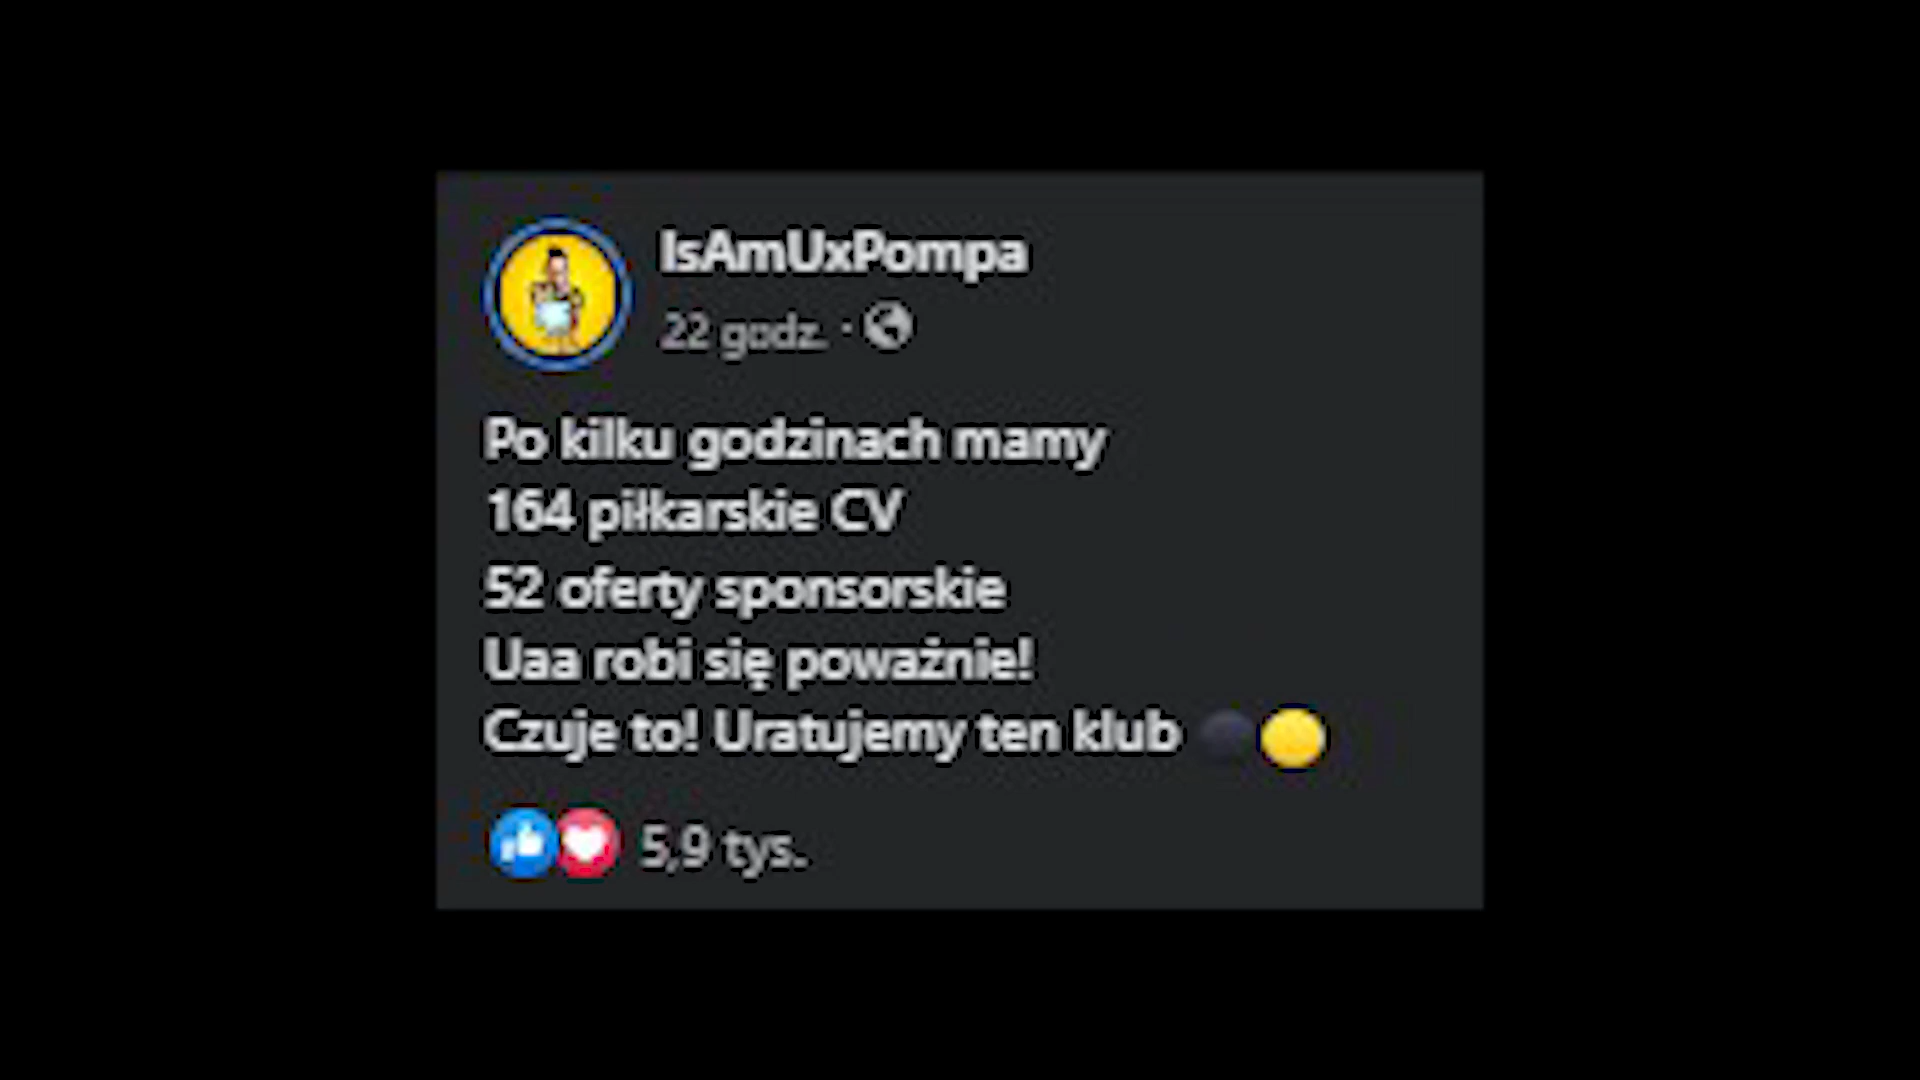 IsAmUxPompa
22 godz. ·
Po kilku godzinach mamy
164 piłkarskie CV
52 oferty sponsorskie
Uaa robi się poważnie!
Czuje to! Uratujemy ten klub
5,9 tys.